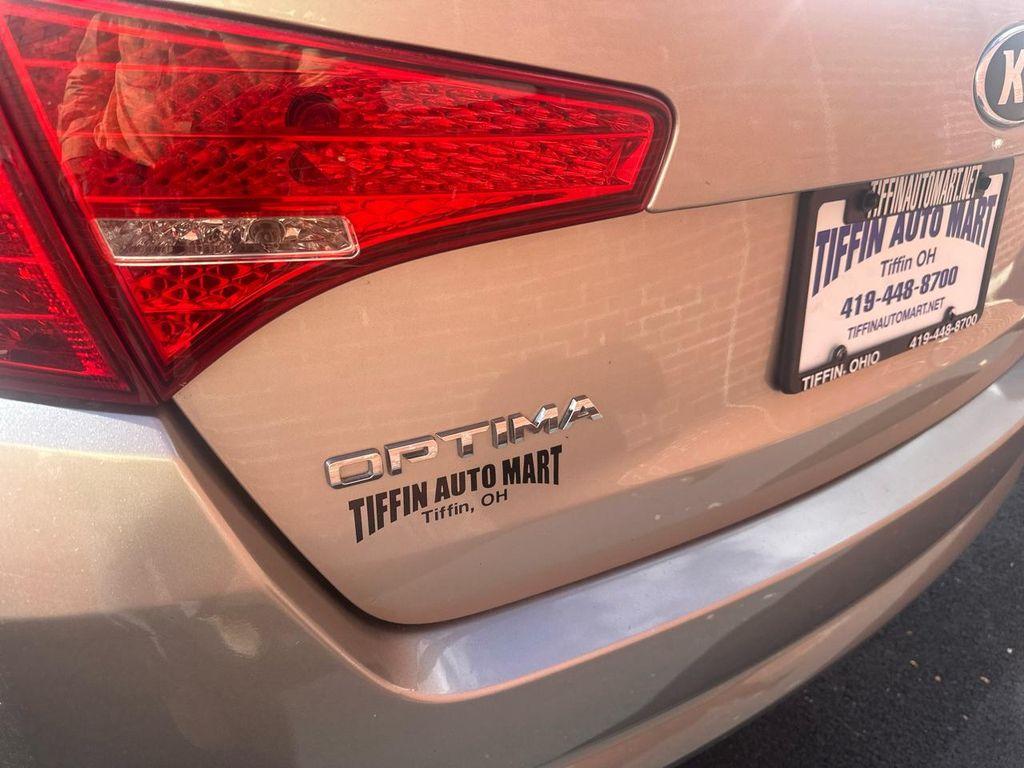 K
TIFFINAUTOMART.NET
TIFFIN AUTO MART
Tiffin OH
419-448-8700
TIFFINAUTOMART.NET
TIFFIN, OHIO 419-448-8700
OPTIMA
TIFFIN AUTO MART
Tiffin, OH